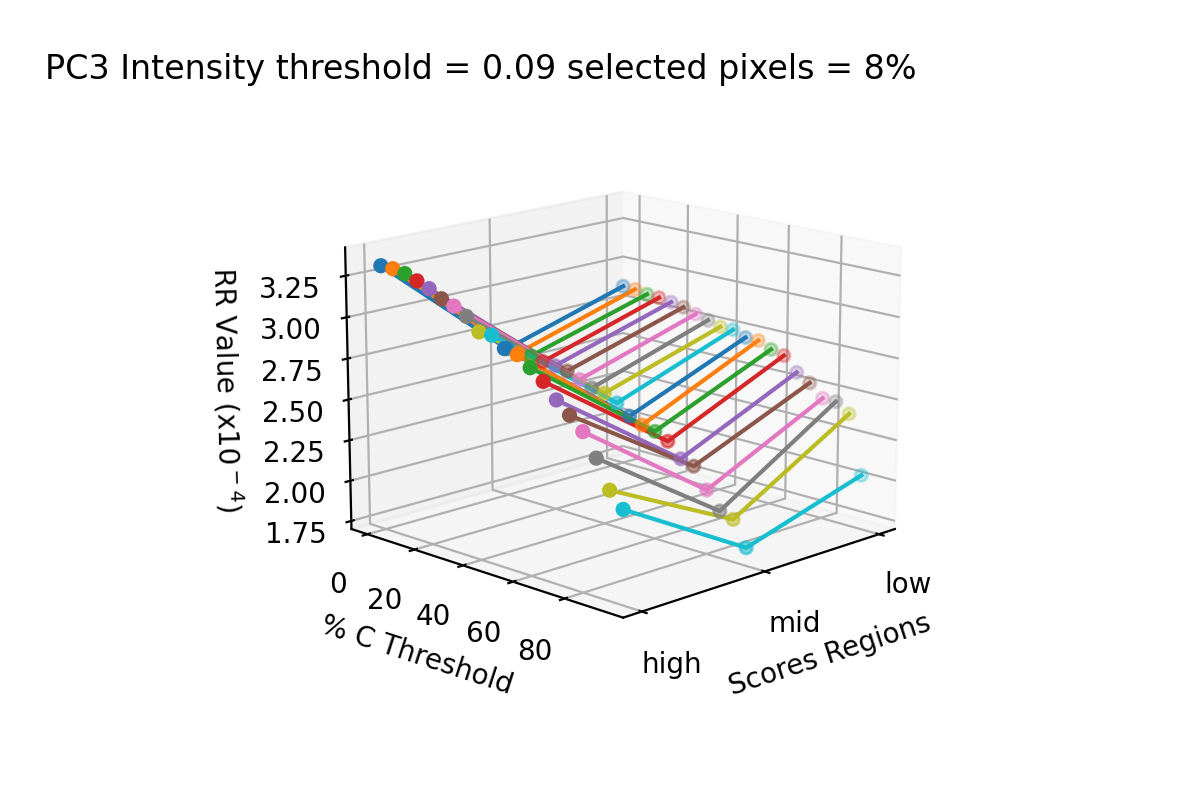 PC3 Intensity threshold = 0.09 selected pixels = 8%
RR Value (x10⁻⁴)
3.25
3.00
2.75
2.50
2.25
2.00
1.75
0
20
40
60
80
% C Threshold
low
mid
high
Scores Regions